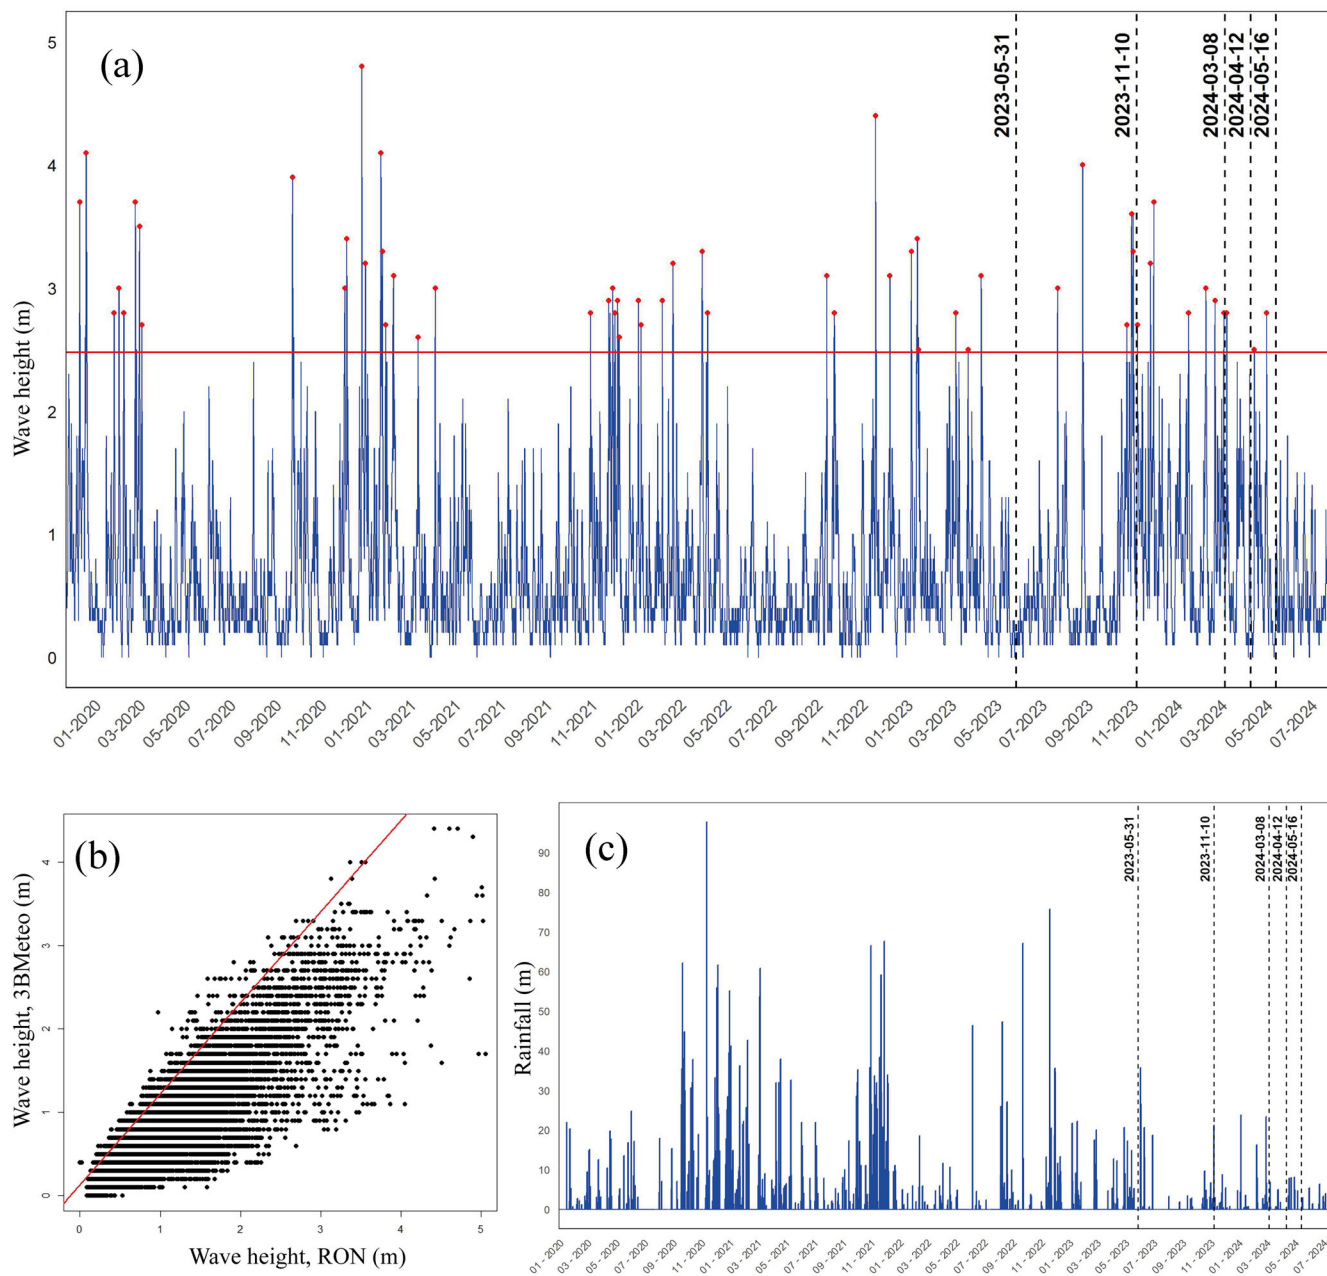 (a)
Wave height (m)
5
4
3
2
1
0
2023-05-31
2023-11-10
2024-03-08
2024-04-12
2024-05-16
01-2020
03-2020
05-2020
07-2020
09-2020
11-2020
01-2021
03-2021
05-2021
09-2021
11-2021
01-2022
03-2022
05-2022
07-2022
09-2022
11-2022
01-2023
03-2023
05-2023
07-2023
09-2023
11-2023
01-2024
03-2024
05-2024
07-2024
(b)
Wave height, 3BMeteo (m)
4
3
2
1
0
0
1
2
3
4
5
Wave height, RON (m)
(c)
Rainfall (m)
90
80
70
60
50
40
30
20
10
0
2023-05-31
2023-11-10
2024-03-08
2024-04-12
2024-05-16
01 - 2020
03 - 2020
05 - 2020
07 - 2020
09 - 2020
11 - 2020
01 - 2021
03 - 2021
05 - 2021
07 - 2021
09 - 2021
11 - 2021
01 - 2022
03 - 2022
05 - 2022
07 - 2022
09 - 2022
11 - 2022
01 - 2023
03 - 2023
05 - 2023
07 - 2023
09 - 2023
11 - 2023
01 - 2024
03 - 2024
05 - 2024
07 - 2024